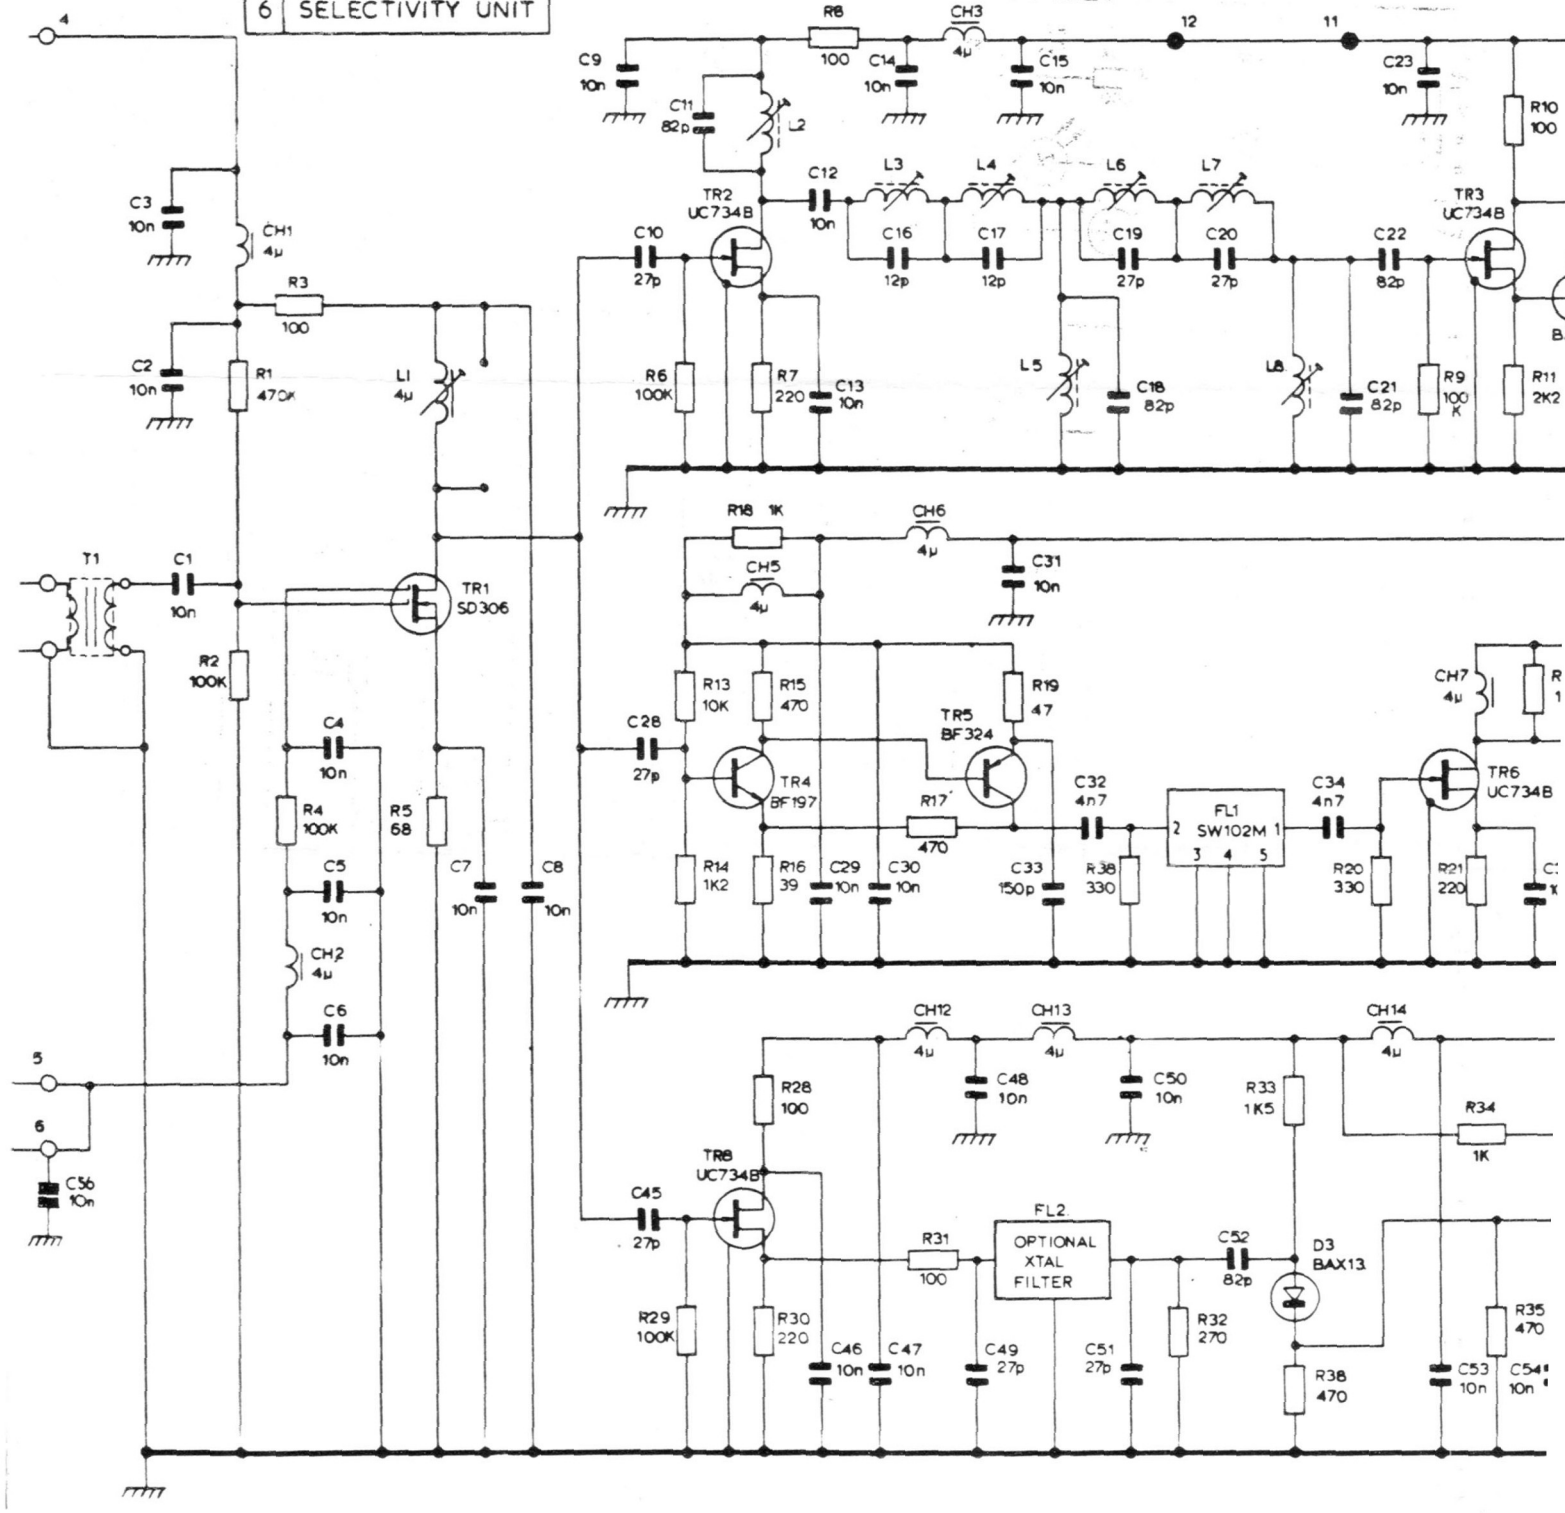 6 SELECTIVITY UNIT
4
R8
100
CH3
4µ
12
11
C9
10n
C14
10n
C15
10n
C23
10n
R10
100
C11
82p
L2
C3
10n
CH1
4µ
TR2
UC734B
C12
10n
L3
L4
L6
L7
TR3
UC734B
C10
27p
C16
12p
C17
12p
C19
27p
C20
27p
C22
82p
R3
100
C2
10n
R1
470K
L1
4µ
R6
100K
R7
220
C13
10n
L5
C18
82p
L8
C21
82p
R9
100
K
R11
2K2
B
R18 1K
CH6
4µ
CH5
4µ
C31
10n
T1
C1
10n
TR1
SD306
R2
100K
R13
10K
R15
470
R19
47
CH7
4µ
R
1
C28
27p
TR5
BF324
TR4
BF197
TR6
UC734B
C4
10n
R4
100K
R5
68
R17
470
C32
4n7
FL1
SW102M
2
1
3 4 5
C34
4n7
C5
10n
C7
10n
C8
10n
R14
1K2
R16
39
C29
10n
C30
10n
C33
150p
R38
330
R20
330
R21
220
CH2
4µ
C6
10n
CH12
4µ
CH13
4µ
CH14
4µ
5
6
C56
10n
R28
100
C48
10n
C50
10n
R33
1K5
R34
1K
TR8
UC734B
C45
27p
R31
100
FL2
OPTIONAL
XTAL
FILTER
C52
82p
D3
BAX13
R29
100K
R30
220
C46
10n
C47
10n
C49
27p
C51
27p
R32
270
R38
470
R35
470
C53
10n
C54
10n